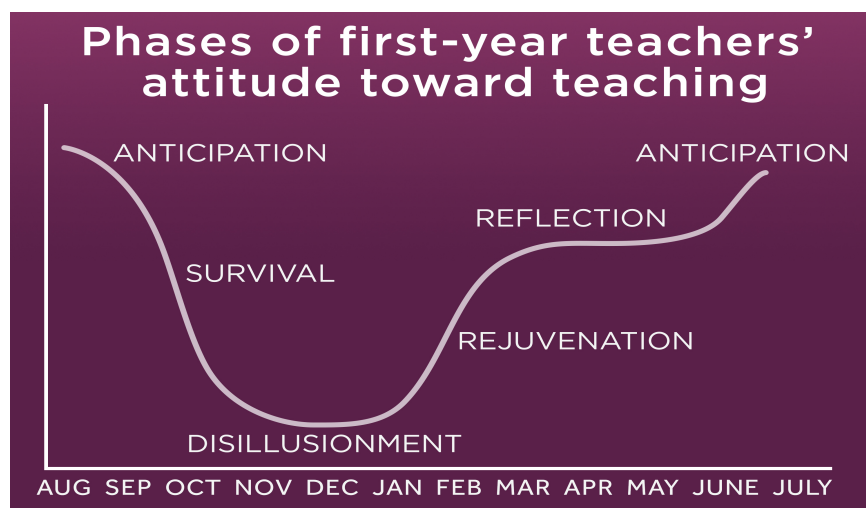 Phases of first-year teachers’
attitude toward teaching
ANTICIPATION
ANTICIPATION
REFLECTION
SURVIVAL
REJUVENATION
DISILLUSIONMENT
AUG SEP OCT NOV DEC JAN FEB MAR APR MAY JUNE JULY